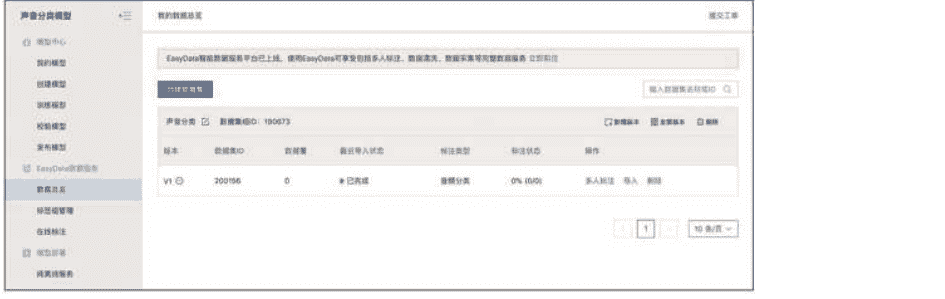 声音分类模型
我的数据总览
提交工单
模型中心
我的模型
创建模型
训练模型
校验模型
发布模型
EasyData数据服务
数据总览
标签组管理
在线标注
模型部署
纯离线服务
EasyData智能数据服务平台已上线，使用EasyData可享受包括多人标注、数据清洗、数据采集等完整数据服务 立即前往
创建数据集
输入数据集名称或ID
声音分类 数据集组ID: 190673
新增版本 全部版本 删除
版本 数据集ID 数据量 最近导入状态 标注类型 标注状态 操作
V1 200196 0 已完成 音频分类 0% (0/0) 多人标注 导入 删除
1
10 条/页